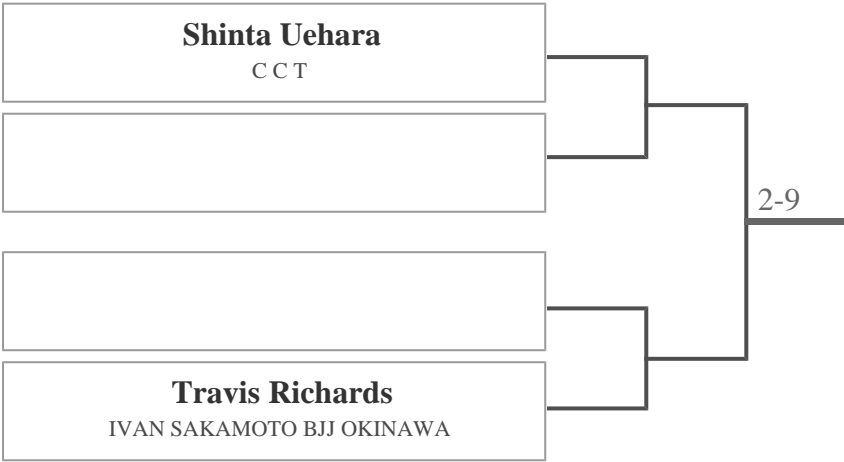 Shinta Uehara
C C T
2-9
Travis Richards
IVAN SAKAMOTO BJJ OKINAWA